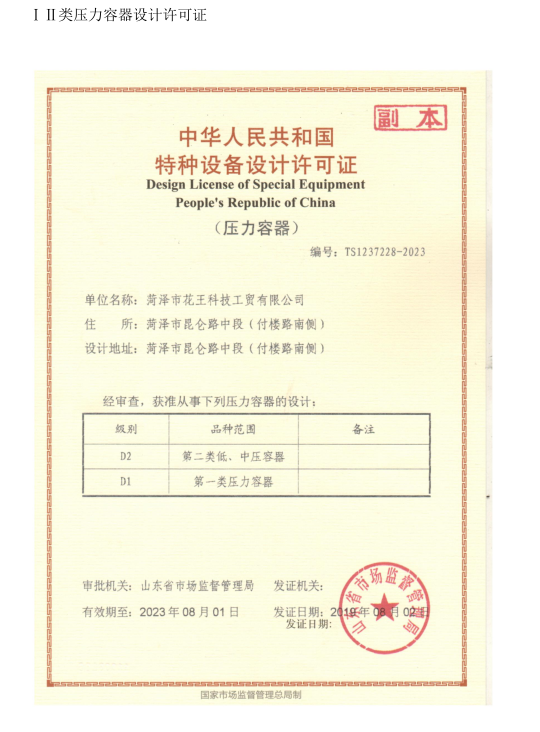 Ⅰ Ⅱ类压力容器设计许可证
副 本
中华人民共和国
特种设备设计许可证
Design License of Special Equipment
People's Republic of China
（压力容器）
编号：TS1237228-2023
单位名称：菏泽市花王科技工贸有限公司
住 所：菏泽市昆仑路中段（付楼路南侧）
设计地址：菏泽市昆仑路中段（付楼路南侧）
经审查，获准从事下列压力容器的设计：
级别 品种范围 备注
D2 第二类低、中压容器
D1 第一类压力容器
审批机关：山东省市场监督管理局 发证机关：
有效期至：2023 年 08 月 01 日 发证日期：2019 年 08 月 02 日
发证日期：
山东省市场监督管理局
国家市场监督管理总局制